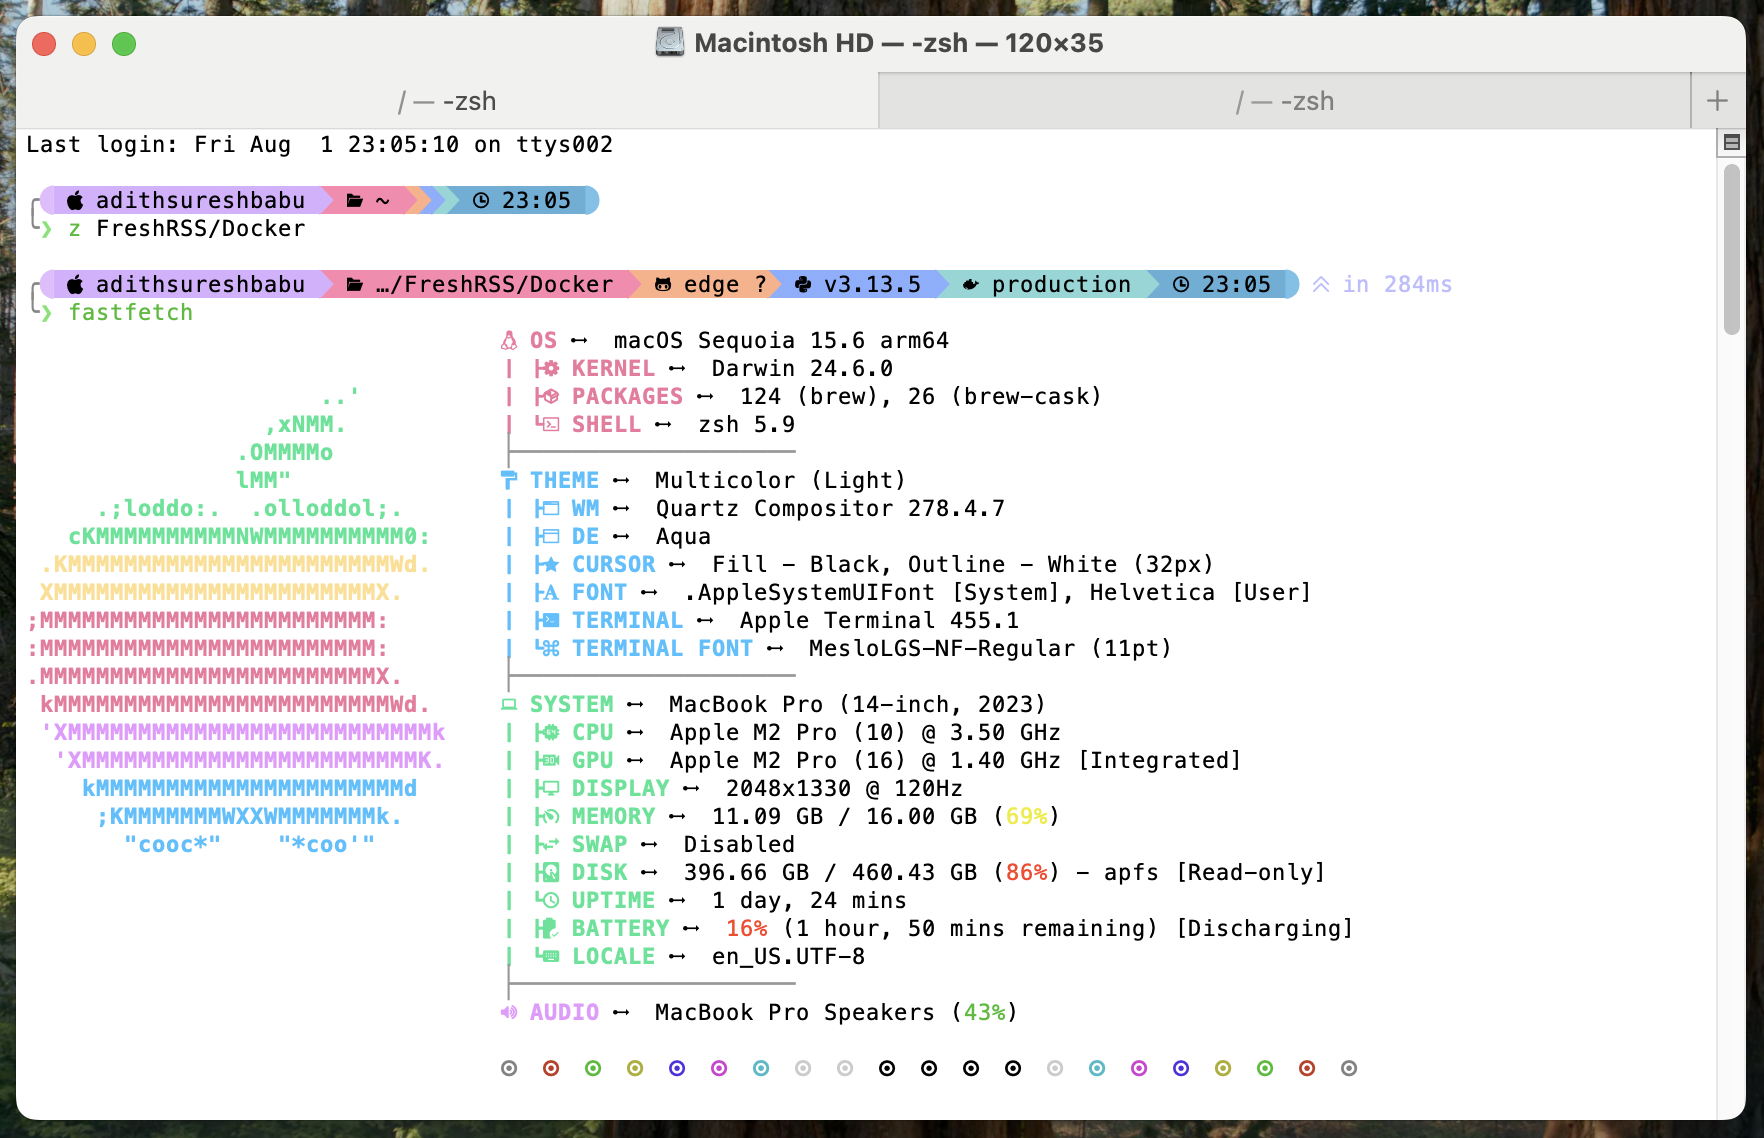 Macintosh HD — -zsh — 120×35
/ — -zsh
/ — -zsh
Last login: Fri Aug  1 23:05:10 on ttys002
adithsureshbabu ~ 23:05
❯ z FreshRSS/Docker
adithsureshbabu …/FreshRSS/Docker edge ? v3.13.5 production 23:05 in 284ms
❯ fastfetch
OS macOS Sequoia 15.6 arm64
KERNEL Darwin 24.6.0
..' PACKAGES 124 (brew), 26 (brew-cask)
,xNMM. SHELL zsh 5.9
.OMMMMo
lMM" THEME Multicolor (Light)
.;loddo:.  .olloddol;. WM Quartz Compositor 278.4.7
cKMMMMMMMMMMNWMMMMMMMMMM0: DE Aqua
.KMMMMMMMMMMMMMMMMMMMMMMMWd. CURSOR Fill - Black, Outline - White (32px)
XMMMMMMMMMMMMMMMMMMMMMMMX. FONT .AppleSystemUIFont [System], Helvetica [User]
;MMMMMMMMMMMMMMMMMMMMMMMM: TERMINAL Apple Terminal 455.1
:MMMMMMMMMMMMMMMMMMMMMMMM: TERMINAL FONT MesloLGS-NF-Regular (11pt)
.MMMMMMMMMMMMMMMMMMMMMMMMX.
kMMMMMMMMMMMMMMMMMMMMMMMMWd. SYSTEM MacBook Pro (14-inch, 2023)
'XMMMMMMMMMMMMMMMMMMMMMMMMMMk CPU Apple M2 Pro (10) @ 3.50 GHz
'XMMMMMMMMMMMMMMMMMMMMMMMMK. GPU Apple M2 Pro (16) @ 1.40 GHz [Integrated]
kMMMMMMMMMMMMMMMMMMMMMMd DISPLAY 2048x1330 @ 120Hz
;KMMMMMMMWXXWMMMMMMMk. MEMORY 11.09 GB / 16.00 GB (69%)
"cooc*"    "*coo'" SWAP Disabled
DISK 396.66 GB / 460.43 GB (86%) - apfs [Read-only]
UPTIME 1 day, 24 mins
BATTERY 16% (1 hour, 50 mins remaining) [Discharging]
LOCALE en_US.UTF-8
AUDIO MacBook Pro Speakers (43%)